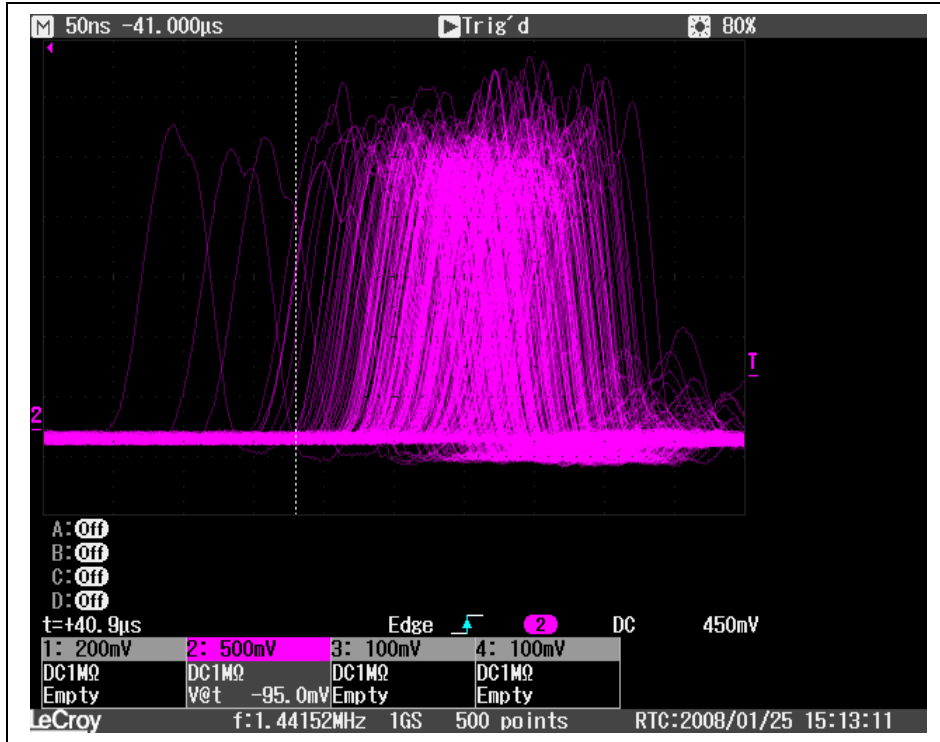 M 50ns -41.000μs Trig'd 80%
T
2
A:Off
B:Off
C:Off
D:Off
t=+40.9μs Edge 2 DC 450mV
1: 200mV 2: 500mV 3: 100mV 4: 100mV
DC1MΩ DC1MΩ DC1MΩ DC1MΩ
Empty V@t -95.0mV Empty Empty
LeCroy f:1.44152MHz 1GS 500 points RTC:2008/01/25 15:13:11